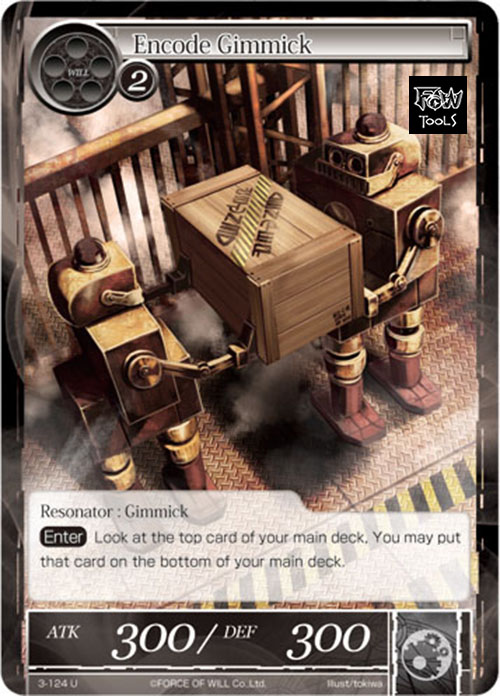 Encode Gimmick
WILL
2
FOW
TOOLS
Resonator : Gimmick
Enter Look at the top card of your main deck. You may put
that card on the bottom of your main deck.
ATK 300/ DEF 300
3-124 U ©FORCE OF WILL Co.,Ltd. Illust/tokiwa